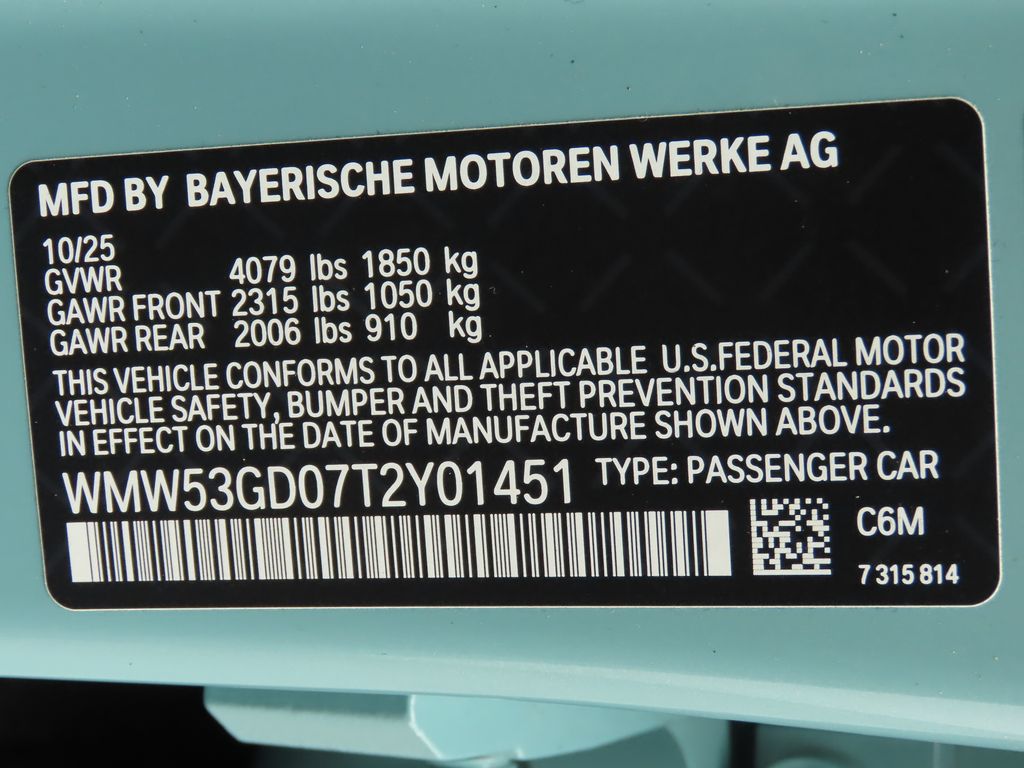 MFD BY BAYERISCHE MOTOREN WERKE AG
10/25
GVWR 4079 lbs 1850 kg
GAWR FRONT 2315 lbs 1050 kg
GAWR REAR 2006 lbs 910 kg
THIS VEHICLE CONFORMS TO ALL APPLICABLE U.S.FEDERAL MOTOR
VEHICLE SAFETY, BUMPER AND THEFT PREVENTION STANDARDS
IN EFFECT ON THE DATE OF MANUFACTURE SHOWN ABOVE.
WMW53GD07T2Y01451 TYPE: PASSENGER CAR
C6M
7 315 814